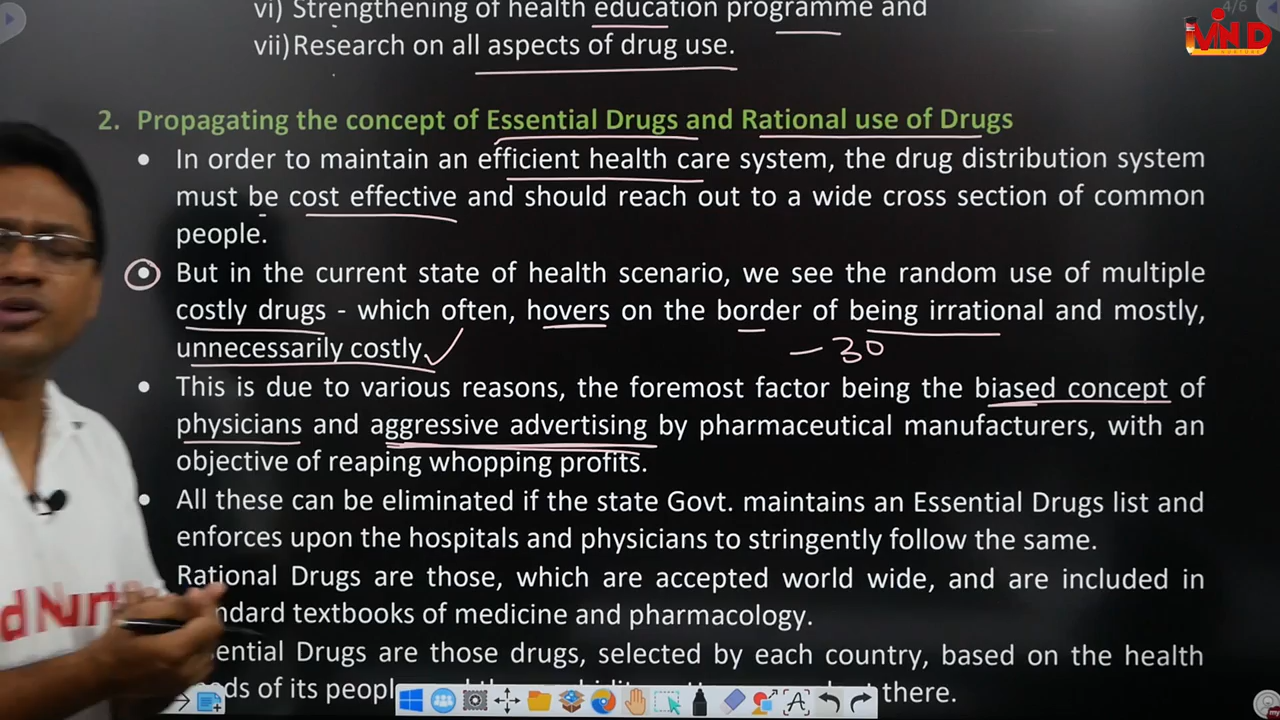 vi) Strengthening of health education programme and
4/6
vii) Research on all aspects of drug use.
MIND
2. Propagating the concept of Essential Drugs and Rational use of Drugs
• In order to maintain an efficient health care system, the drug distribution system
must be cost effective and should reach out to a wide cross section of common
people.
• But in the current state of health scenario, we see the random use of multiple
costly drugs - which often, hovers on the border of being irrational and mostly,
unnecessarily costly.
– 30
• This is due to various reasons, the foremost factor being the biased concept of
physicians and aggressive advertising by pharmaceutical manufacturers, with an
objective of reaping whopping profits.
• All these can be eliminated if the state Govt. maintains an Essential Drugs list and
enforces upon the hospitals and physicians to stringently follow the same.
Rational Drugs are those, which are accepted world wide, and are included in
ndard textbooks of medicine and pharmacology.
ential Drugs are those drugs, selected by each country, based on the health
ds of its peopl there.
d Nurt